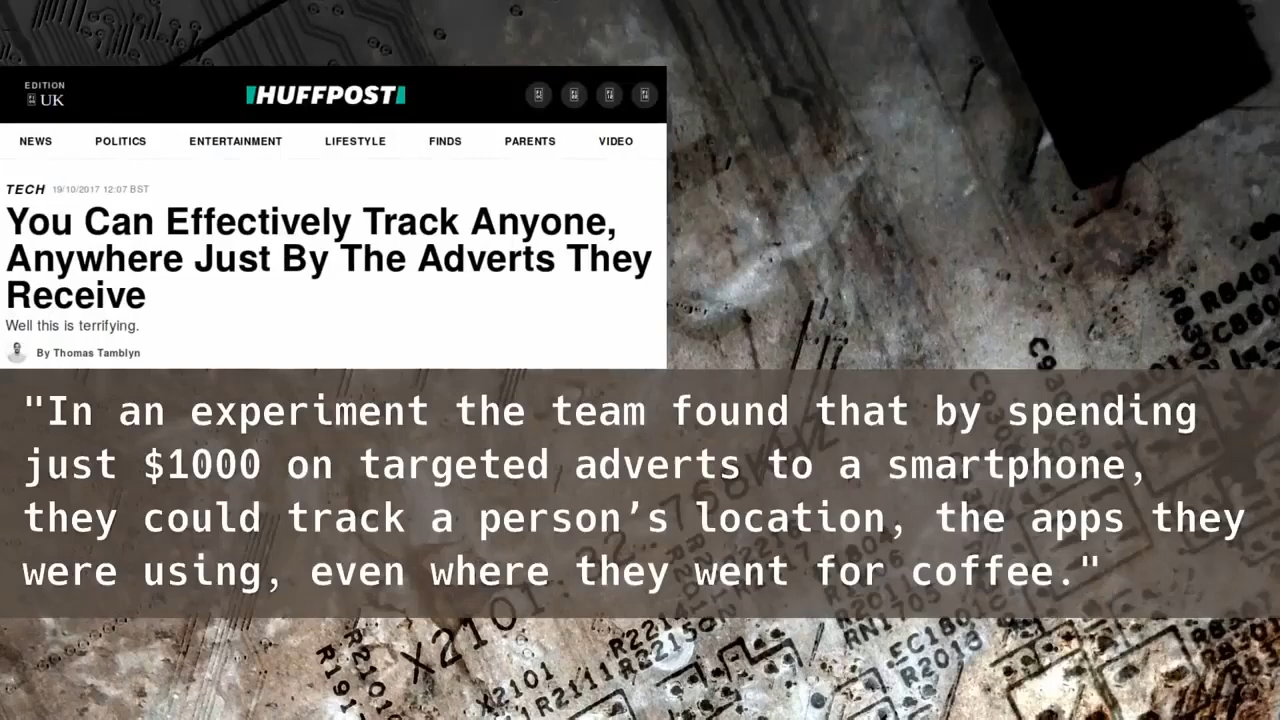 EDITION
UK
HUFFPOST
NEWS POLITICS ENTERTAINMENT LIFESTYLE FINDS PARENTS VIDEO
TECH 19/10/2017 12:07 BST
You Can Effectively Track Anyone,
Anywhere Just By The Adverts They
Receive
Well this is terrifying.
By Thomas Tamblyn
"In an experiment the team found that by spending
just $1000 on targeted adverts to a smartphone,
they could track a person’s location, the apps they
were using, even where they went for coffee."
X2101
X2101
R2111